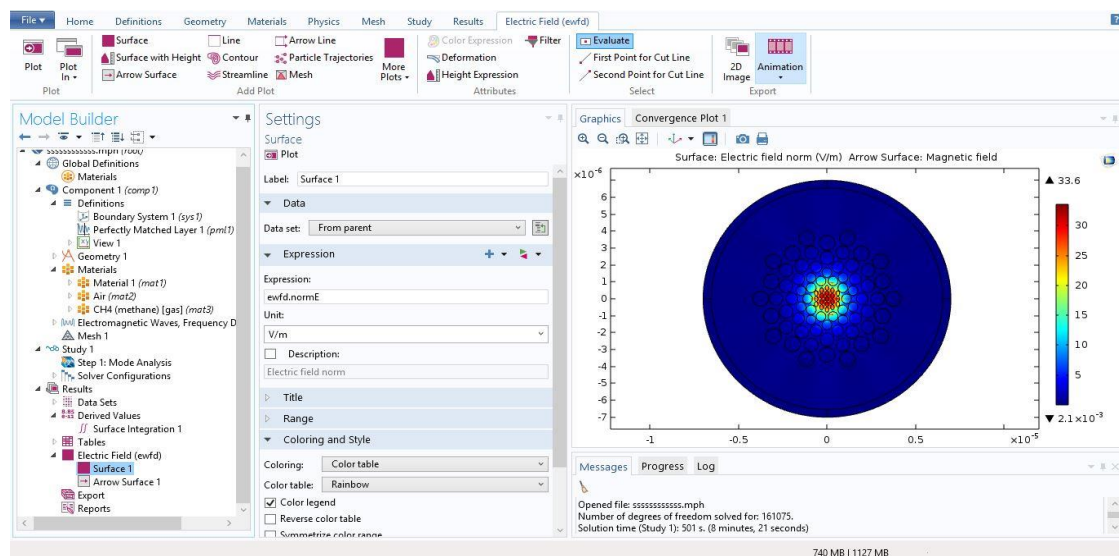 File Home Definitions Geometry Materials Physics Mesh Study Results Electric Field (ewfd)
Plot
Plot In
Plot
Surface
Surface with Height
Arrow Surface
Line
Contour
Streamline
Arrow Line
Particle Trajectories
Mesh
More Plots
Add Plot
Color Expression
Deformation
Height Expression
Filter
Attributes
Evaluate
First Point for Cut Line
Second Point for Cut Line
Select
2D Image
Animation
Export
Model Builder
sssssssssss.mph (root)
Global Definitions
Materials
Component 1 (comp1)
Definitions
Boundary System 1 (sys1)
Perfectly Matched Layer 1 (pml1)
View 1
Geometry 1
Materials
Material 1 (mat1)
Air (mat2)
CH4 (methane) [gas] (mat3)
Electromagnetic Waves, Frequency D
Mesh 1
Study 1
Step 1: Mode Analysis
Solver Configurations
Results
Data Sets
Derived Values
Surface Integration 1
Tables
Electric Field (ewfd)
Surface 1
Arrow Surface 1
Export
Reports
Settings
Surface
Plot
Label: Surface 1
Data
Data set: From parent
Expression
Expression:
ewfd.normE
Unit:
V/m
Description:
Electric field norm
Title
Range
Coloring and Style
Coloring: Color table
Color table: Rainbow
Color legend
Reverse color table
Symmetrize color range
Graphics Convergence Plot 1
Surface: Electric field norm (V/m) Arrow Surface: Magnetic field
×10⁻⁶
6
5
4
3
2
1
0
-1
-2
-3
-4
-5
-6
-7
-1 -0.5 0 0.5 ×10⁻⁵
▲ 33.6
30
25
20
15
10
5
▼ 2.1×10⁻³
Messages Progress Log
Opened file: sssssssssss.mph
Number of degrees of freedom solved for: 161075.
Solution time (Study 1): 501 s. (8 minutes, 21 seconds)
740 MB | 1127 MB